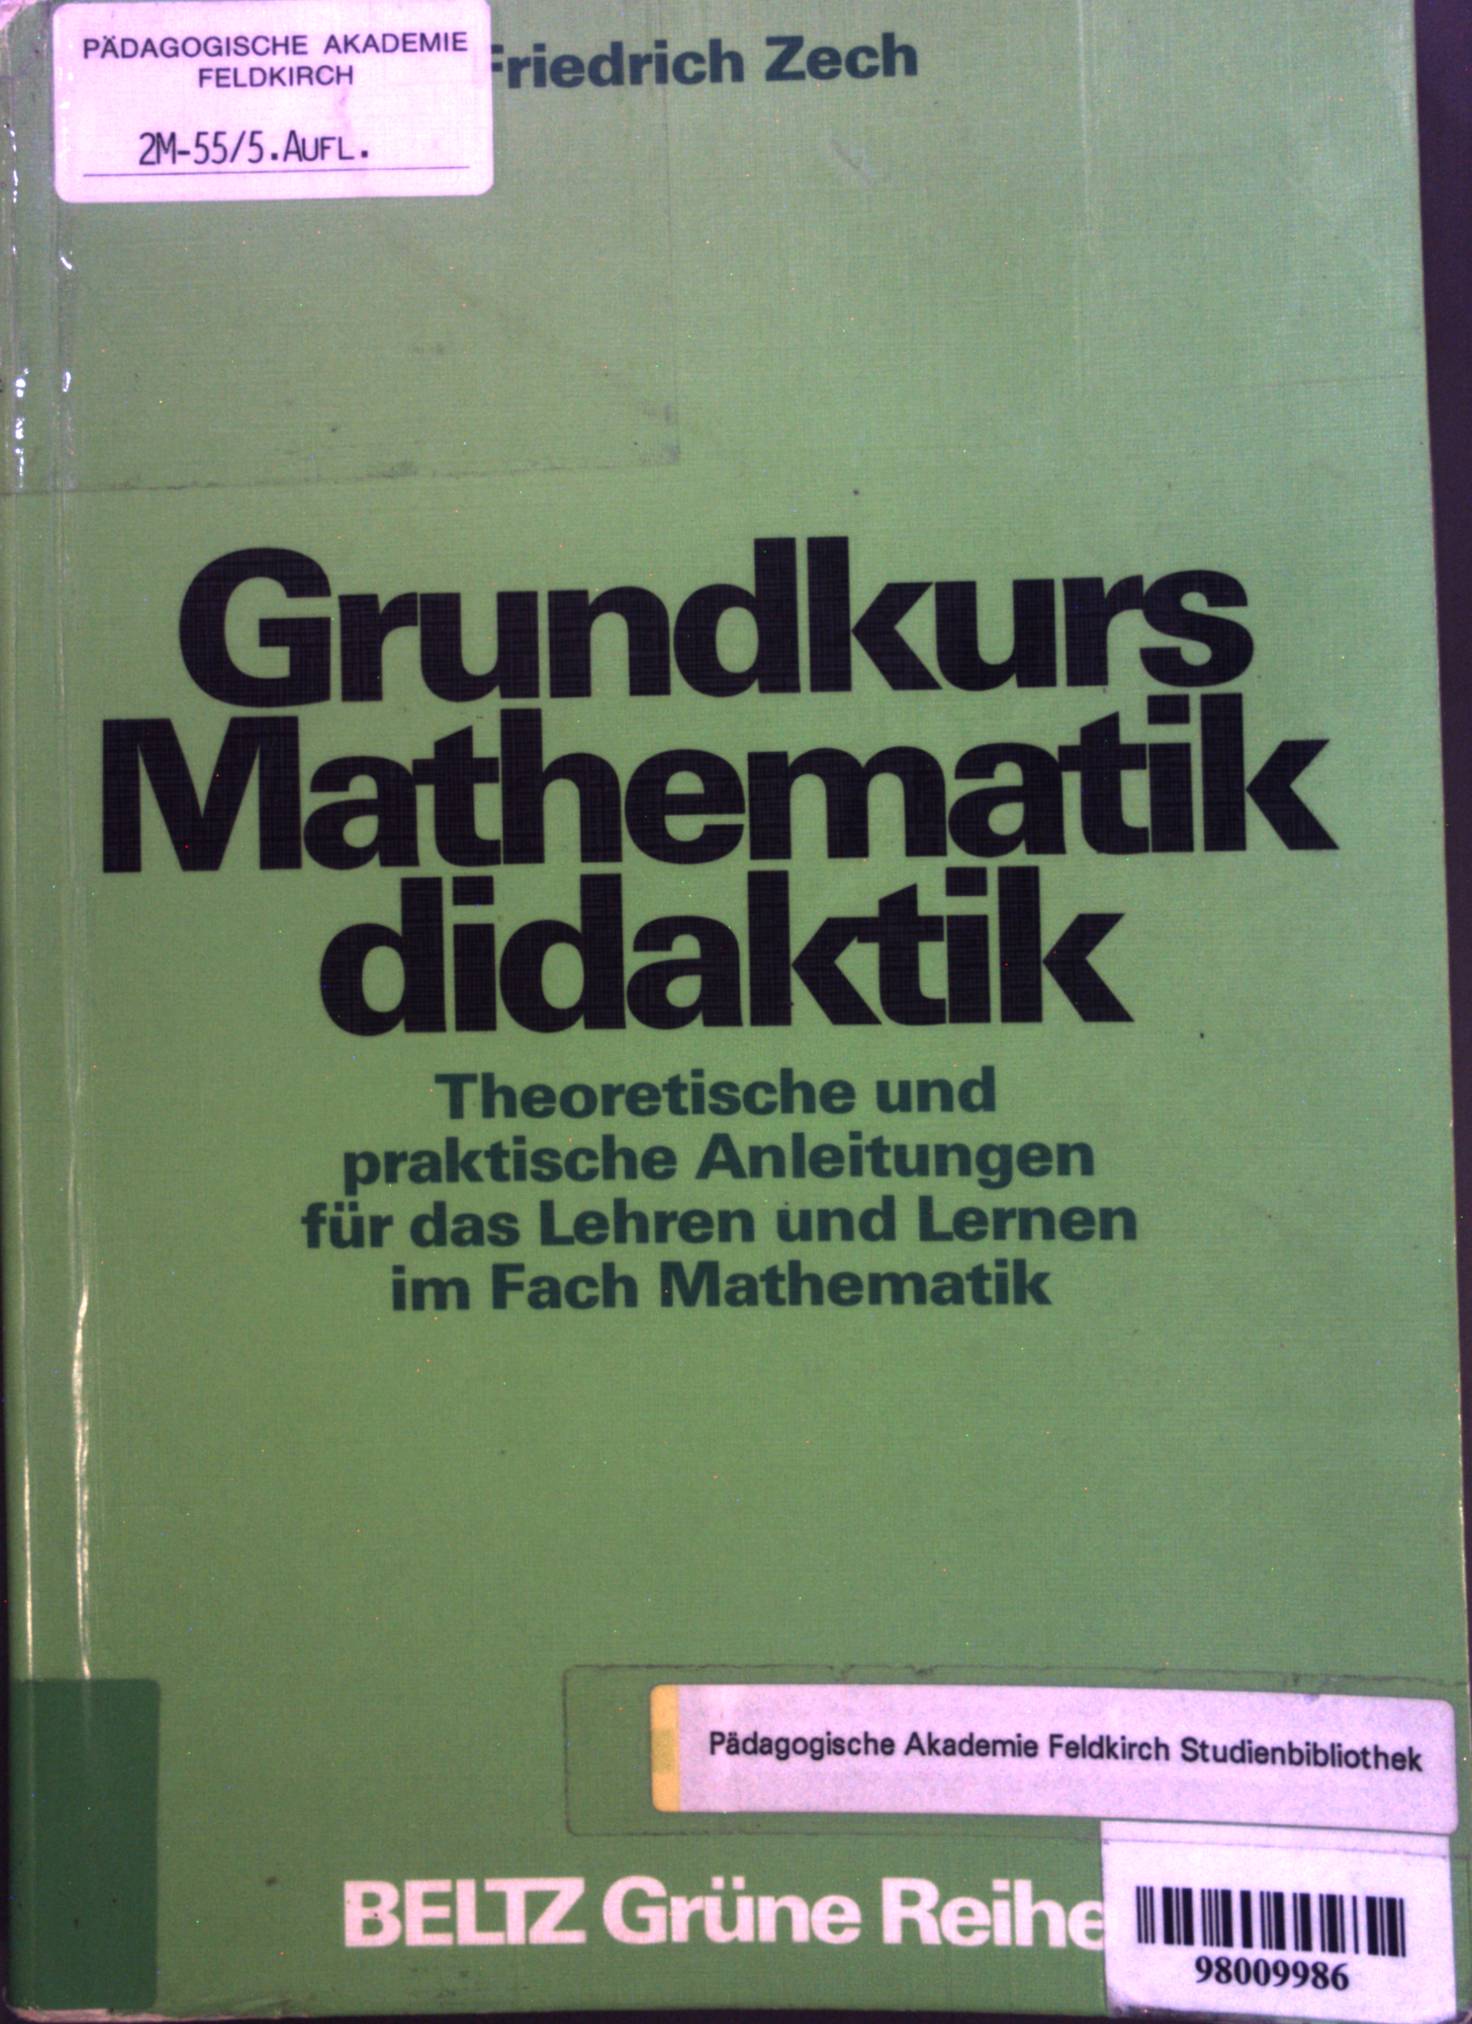 PÄDAGOGISCHE AKADEMIE
FELDKIRCH
2M-55/5.AUFL.
Friedrich Zech
Grundkurs
Mathematik
didaktik
Theoretische und
praktische Anleitungen
für das Lehren und Lernen
im Fach Mathematik
Pädagogische Akademie Feldkirch Studienbibliothek
BELTZ Grüne Reihe
98009986